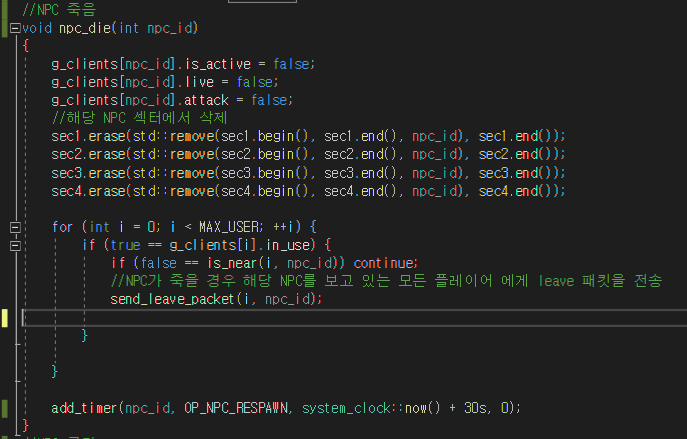 //NPC 죽음
void npc_die(int npc_id)
{
g_clients[npc_id].is_active = false;
g_clients[npc_id].live = false;
g_clients[npc_id].attack = false;
//해당 NPC 섹터에서 삭제
sec1.erase(std::remove(sec1.begin(), sec1.end(), npc_id), sec1.end());
sec2.erase(std::remove(sec2.begin(), sec2.end(), npc_id), sec2.end());
sec3.erase(std::remove(sec3.begin(), sec3.end(), npc_id), sec3.end());
sec4.erase(std::remove(sec4.begin(), sec4.end(), npc_id), sec4.end());
for (int i = 0; i < MAX_USER; ++i) {
if (true == g_clients[i].in_use) {
if (false == is_near(i, npc_id)) continue;
//NPC가 죽을 경우 해당 NPC를 보고 있는 모든 플레이어 에게 leave 패킷을 전송
send_leave_packet(i, npc_id);
}
}
add_timer(npc_id, OP_NPC_RESPAWN, system_clock::now() + 30s, 0);
}